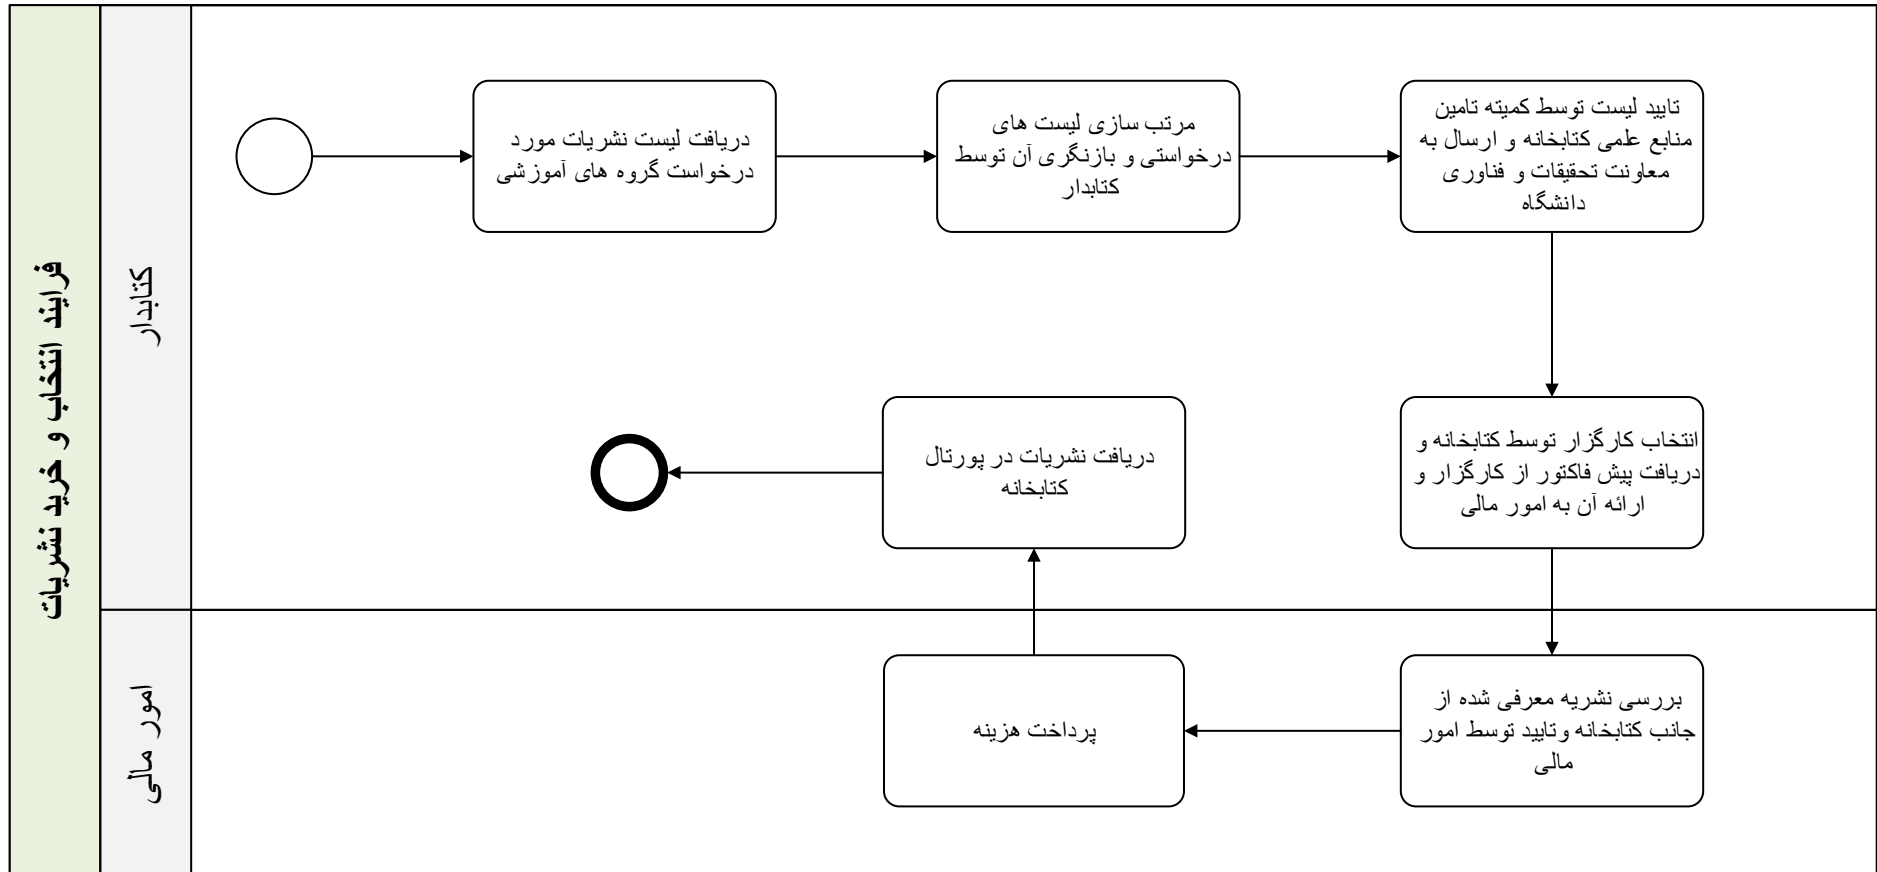 فرایند انتخاب و خرید نشریات
کتابدار
دریافت لیست نشریات مورد
درخواست گروه های آموزشی
مرتب سازی لیست های
درخواستی و بازنگری آن توسط
کتابدار
تایید لیست توسط کمیته تامین
منابع علمی کتابخانه و ارسال به
معاونت تحقیقات و فناوری
دانشگاه
انتخاب کارگزار توسط کتابخانه و
دریافت پیش فاکتور از کارگزار و
ارائه آن به امور مالی
دریافت نشریات در پورتال
کتابخانه
امور مالی
بررسی نشریه معرفی شده از
جانب کتابخانه وتایید توسط امور
مالی
پرداخت هزینه